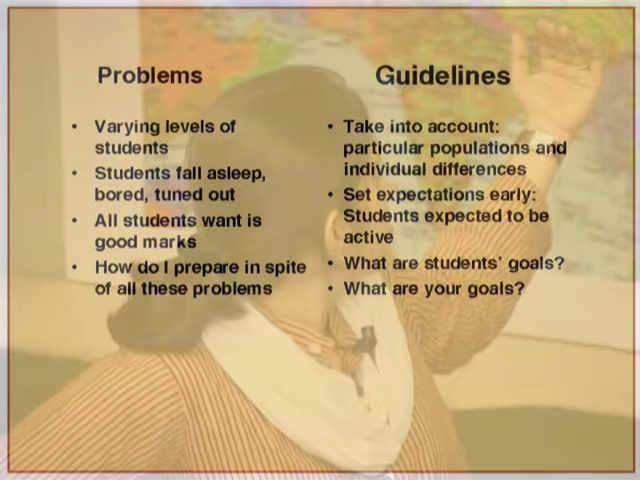 Problems
• Varying levels of
students
• Students fall asleep,
bored, tuned out
• All students want is
good marks
• How do I prepare in spite
of all these problems
Guidelines
• Take into account:
particular populations and
individual differences
• Set expectations early:
Students expected to be
active
• What are students' goals?
• What are your goals?